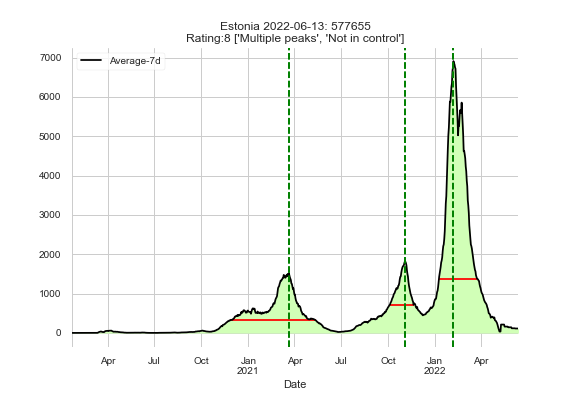 Estonia 2022-06-13: 577655
Rating:8 ['Multiple peaks', 'Not in control']
Average-7d
7000
6000
5000
4000
3000
2000
1000
0
Apr Jul Oct Jan Apr Jul Oct Jan Apr
2021 2022
Date